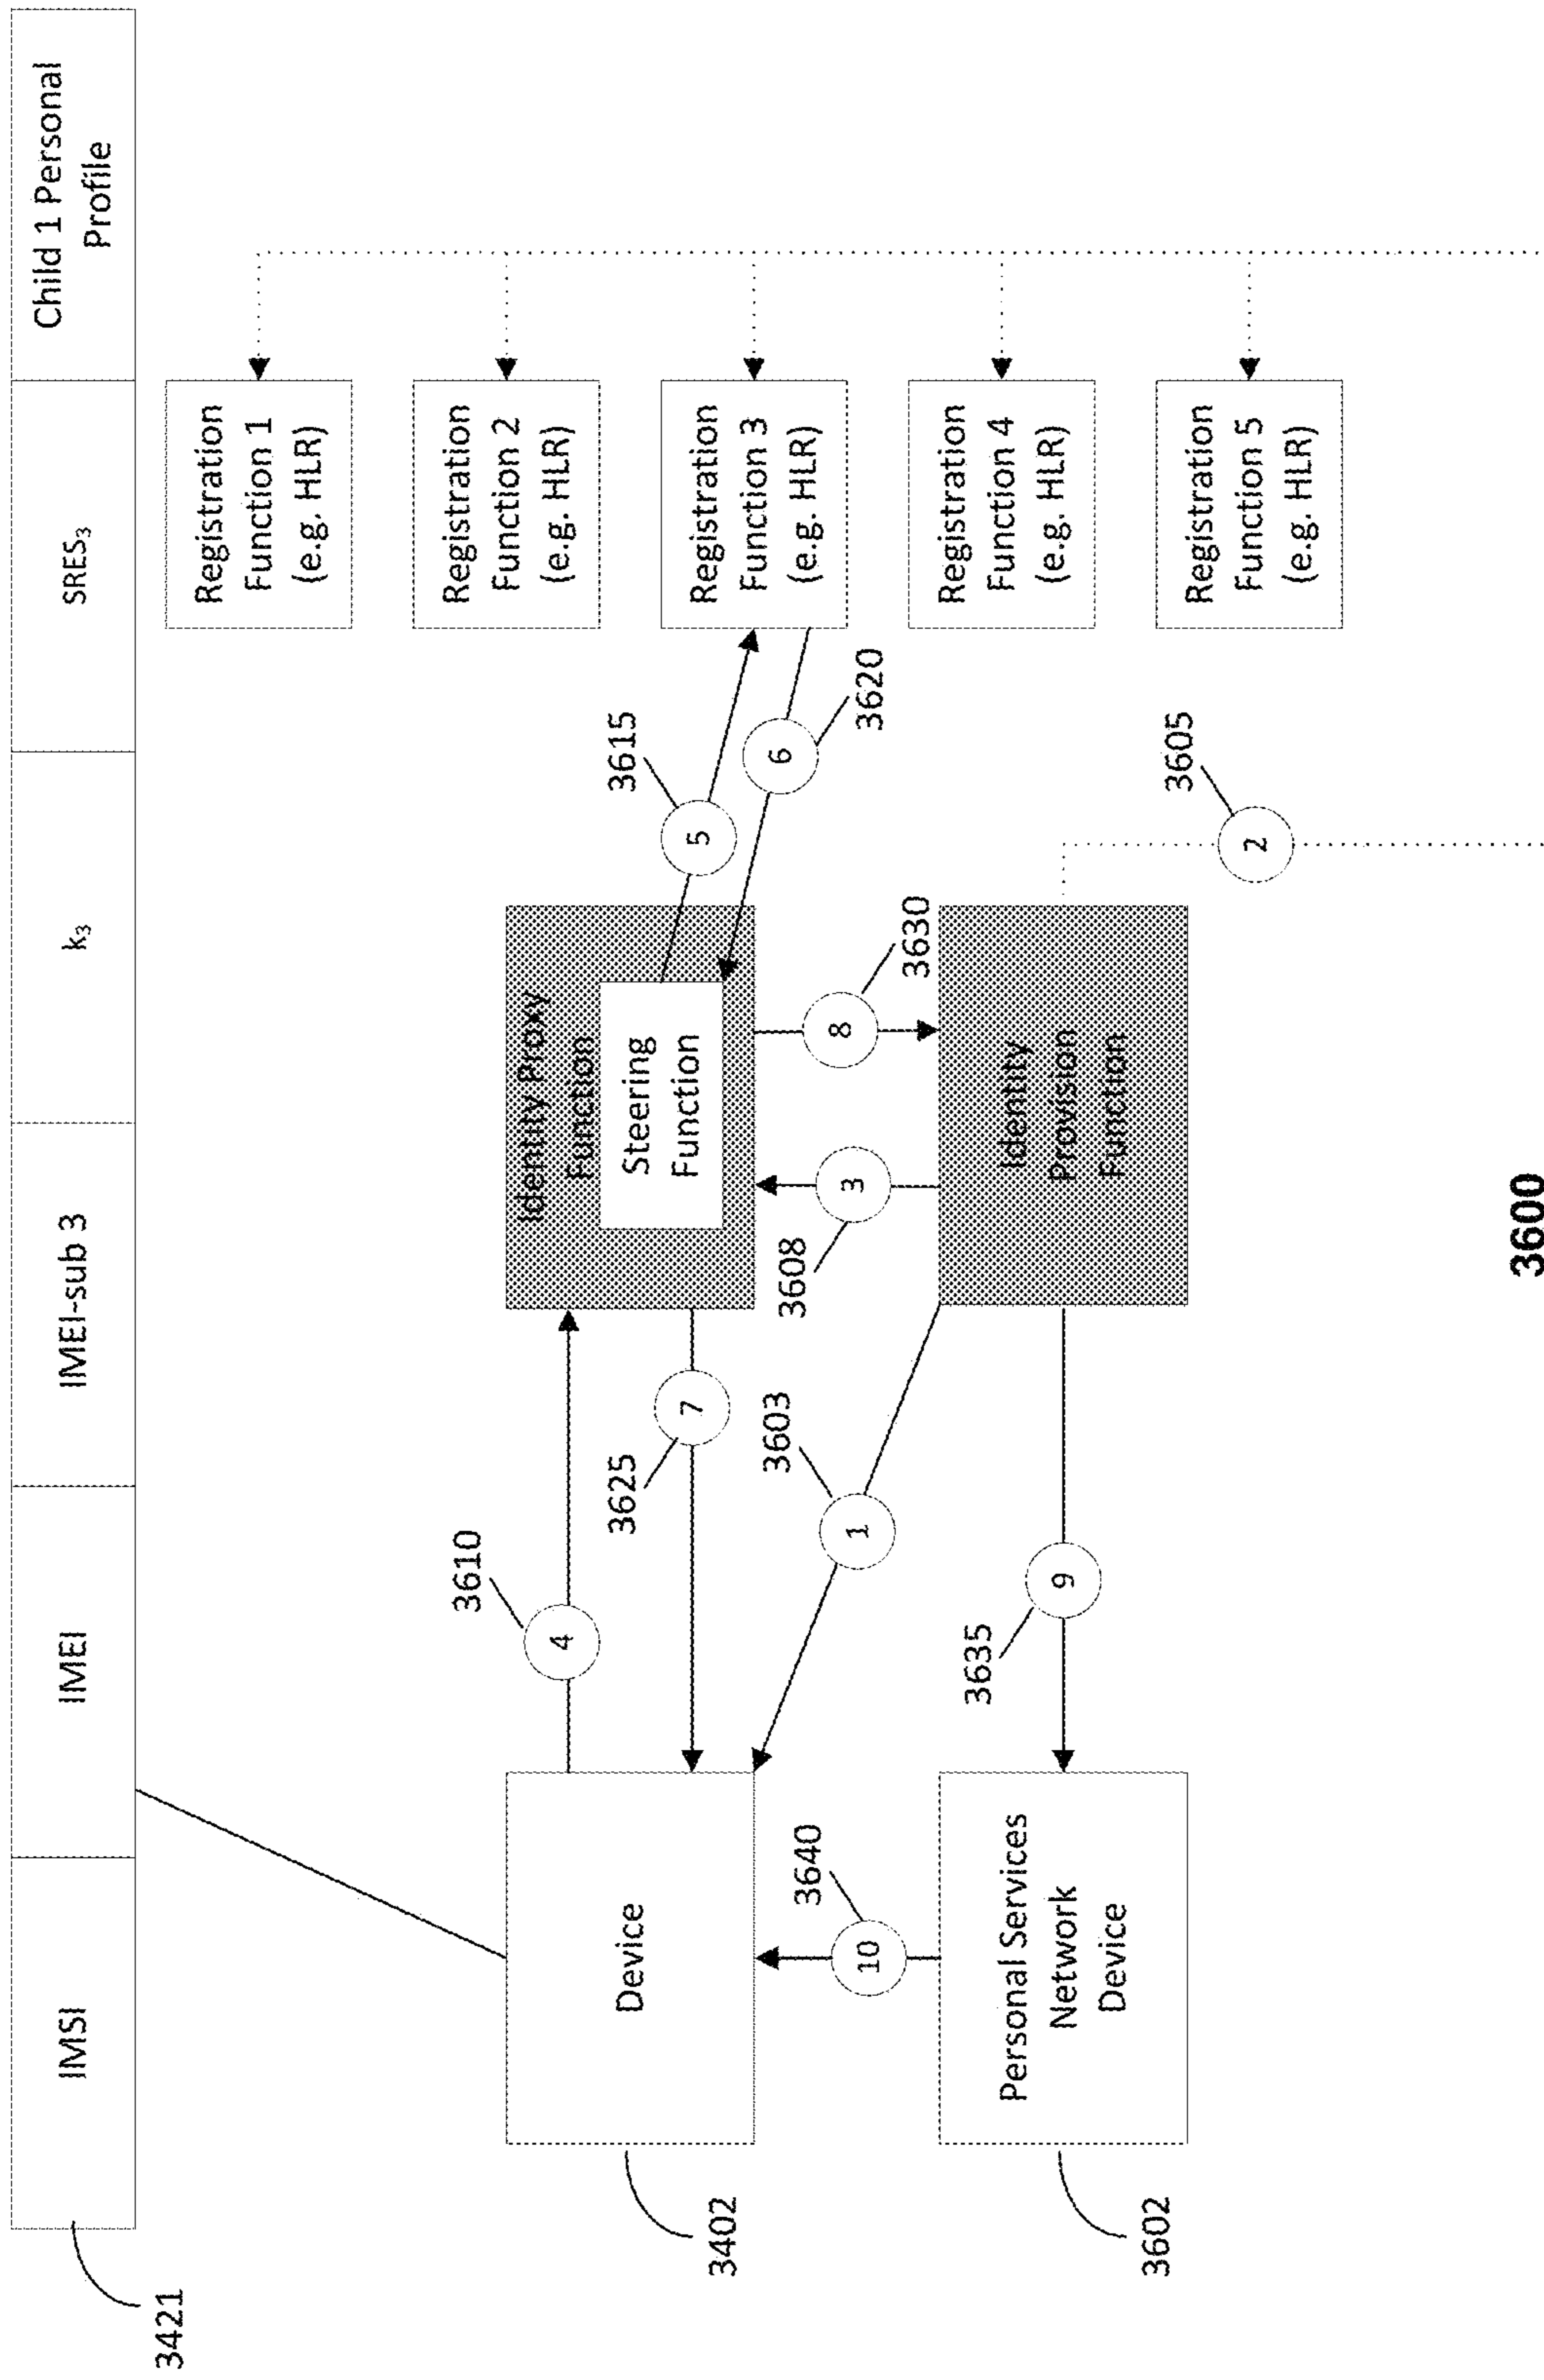 3421
IMSI
IMEI
IMEI-sub 3
k₃
SRES₃
Child 1 Personal
Profile
Registration
Function 1
(e.g. HLR)
Registration
Function 2
(e.g. HLR)
Registration
Function 3
(e.g. HLR)
Registration
Function 4
(e.g. HLR)
Registration
Function 5
(e.g. HLR)
3402
Device
3610
4
3625
7
Identity Proxy
Function
Steering
Function
3615
5
6
3620
3640
10
3603
1
3608
3
8
3630
3602
Personal Services
Network
Device
3635
9
Identity
Provision
Function
3605
2
3600